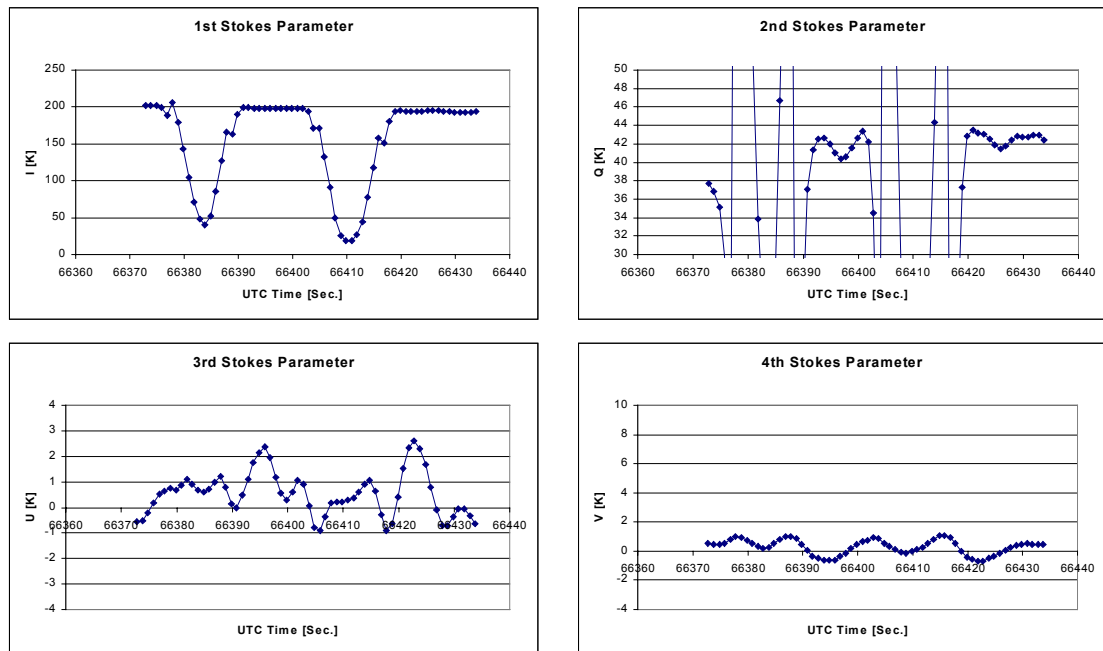 1st Stokes Parameter
250
200
150
100
50
0
66360 66370 66380 66390 66400 66410 66420 66430 66440
I [K]
UTC Time [Sec.]
2nd Stokes Parameter
50
48
46
44
42
40
38
36
34
32
30
66360 66370 66380 66390 66400 66410 66420 66430 66440
Q [K]
UTC Time [Sec.]
3rd Stokes Parameter
4
3
2
1
0
-1
-2
-3
-4
66360 66370 66380 66390 66400 66410 66420 66430 66440
U [K]
UTC Time [Sec.]
4th Stokes Parameter
10
8
6
4
2
0
-2
-4
66360 66370 66380 66390 66400 66410 66420 66430 66440
V [K]
UTC Time [Sec.]